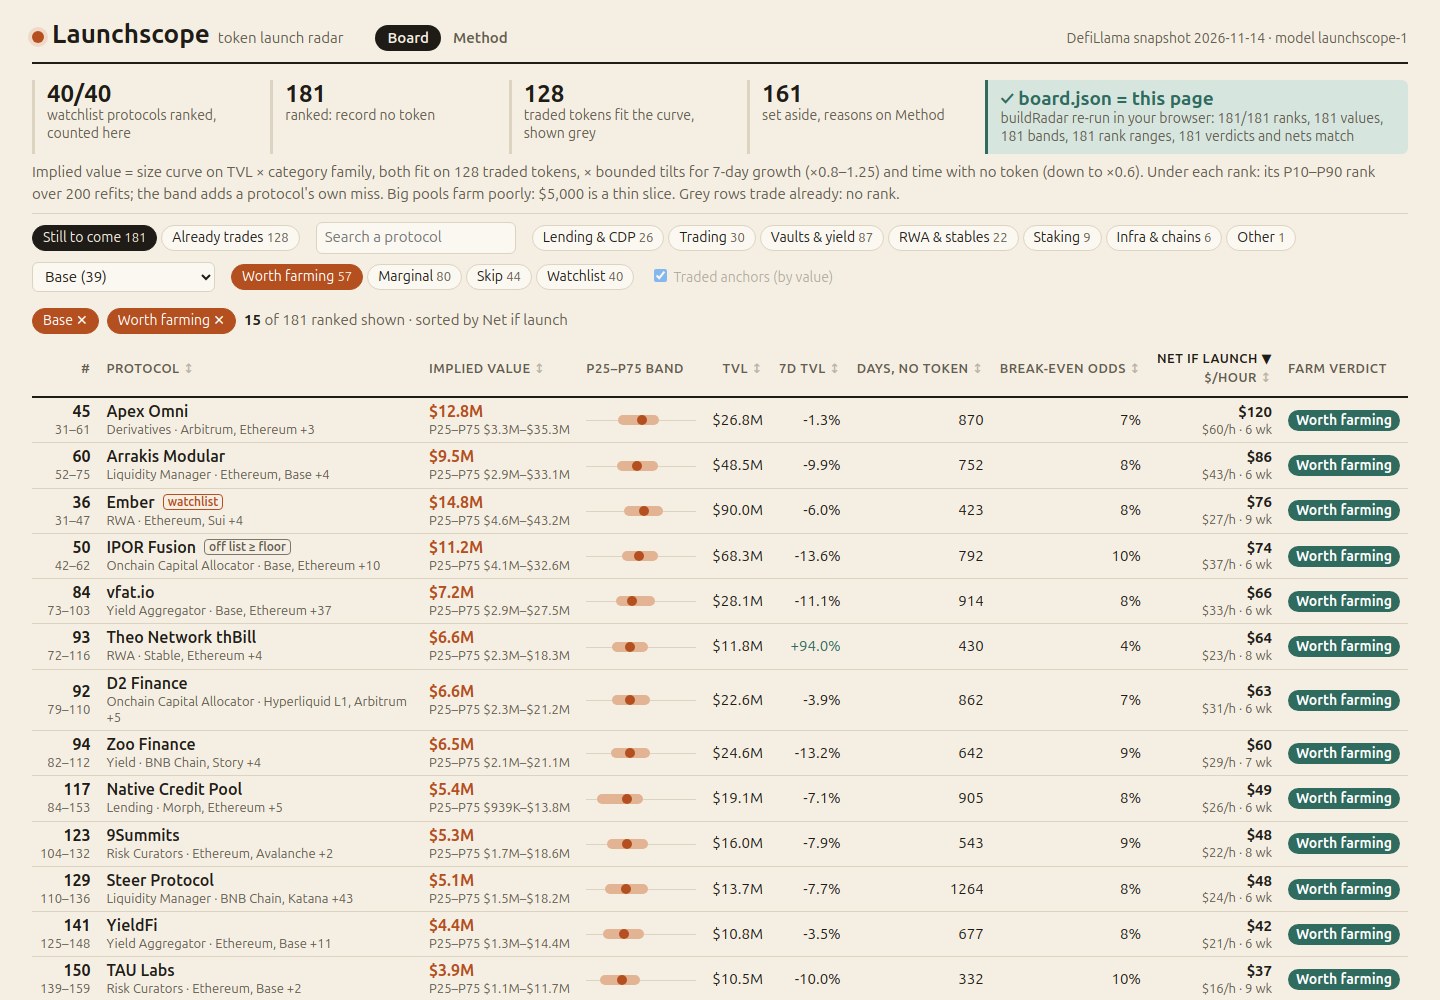 Launchscope token launch radar Board Method DefiLlama snapshot 2026-11-14 · model launchscope-1
40/40
watchlist protocols ranked,
counted here
181
ranked: record no token
128
traded tokens fit the curve,
shown grey
161
set aside, reasons on Method
✓ board.json = this page
buildRadar re-run in your browser: 181/181 ranks, 181 values,
181 bands, 181 rank ranges, 181 verdicts and nets match
Implied value = size curve on TVL × category family, both fit on 128 traded tokens, × bounded tilts for 7-day growth (×0.8–1.25) and time with no token (down to ×0.6). Under each rank: its P10–P90 rank
over 200 refits; the band adds a protocol's own miss. Big pools farm poorly: $5,000 is a thin slice. Grey rows trade already: no rank.
Still to come 181 Already trades 128 Search a protocol Lending & CDP 26 Trading 30 Vaults & yield 87 RWA & stables 22 Staking 9 Infra & chains 6 Other 1
Base (39) Worth farming 57 Marginal 80 Skip 44 Watchlist 40 Traded anchors (by value)
Base ✕ Worth farming ✕ 15 of 181 ranked shown · sorted by Net if launch
# PROTOCOL ↕ IMPLIED VALUE ↕ P25–P75 BAND TVL ↕ 7D TVL ↕ DAYS, NO TOKEN ↕ BREAK-EVEN ODDS ↕ NET IF LAUNCH ▼ FARM VERDICT
$/HOUR ↕
45 Apex Omni $12.8M $26.8M -1.3% 870 7% $120 Worth farming
31–61 Derivatives · Arbitrum, Ethereum +3 P25–P75 $3.3M–$35.3M $60/h · 6 wk
60 Arrakis Modular $9.5M $48.5M -9.9% 752 8% $86 Worth farming
52–75 Liquidity Manager · Ethereum, Base +4 P25–P75 $2.9M–$33.1M $43/h · 6 wk
36 Ember watchlist $14.8M $90.0M -6.0% 423 8% $76 Worth farming
31–47 RWA · Ethereum, Sui +4 P25–P75 $4.6M–$43.2M $27/h · 9 wk
50 IPOR Fusion off list ≥ floor $11.2M $68.3M -13.6% 792 10% $74 Worth farming
42–62 Onchain Capital Allocator · Base, Ethereum +10 P25–P75 $4.1M–$32.6M $37/h · 6 wk
84 vfat.io $7.2M $28.1M -11.1% 914 8% $66 Worth farming
73–103 Yield Aggregator · Base, Ethereum +37 P25–P75 $2.9M–$27.5M $33/h · 6 wk
93 Theo Network thBill $6.6M $11.8M +94.0% 430 4% $64 Worth farming
72–116 RWA · Stable, Ethereum +4 P25–P75 $2.3M–$18.3M $23/h · 8 wk
92 D2 Finance $6.6M $22.6M -3.9% 862 7% $63 Worth farming
79–110 Onchain Capital Allocator · Hyperliquid L1, Arbitrum P25–P75 $2.3M–$21.2M $31/h · 6 wk
+5
94 Zoo Finance $6.5M $24.6M -13.2% 642 9% $60 Worth farming
82–112 Yield · BNB Chain, Story +4 P25–P75 $2.1M–$21.1M $29/h · 7 wk
117 Native Credit Pool $5.4M $19.1M -7.1% 905 8% $49 Worth farming
84–153 Lending · Morph, Ethereum +5 P25–P75 $939K–$13.8M $26/h · 6 wk
123 9Summits $5.3M $16.0M -7.9% 543 9% $48 Worth farming
104–132 Risk Curators · Ethereum, Avalanche +2 P25–P75 $1.7M–$18.6M $22/h · 8 wk
129 Steer Protocol $5.1M $13.7M -7.7% 1264 8% $48 Worth farming
110–136 Liquidity Manager · BNB Chain, Katana +43 P25–P75 $1.5M–$18.2M $24/h · 6 wk
141 YieldFi $4.4M $10.8M -3.5% 677 8% $42 Worth farming
125–148 Yield Aggregator · Ethereum, Base +11 P25–P75 $1.3M–$14.4M $21/h · 6 wk
150 TAU Labs $3.9M $10.5M -10.0% 332 10% $37 Worth farming
139–159 Risk Curators · Ethereum, Base +2 P25–P75 $1.1M–$11.7M $16/h · 9 wk